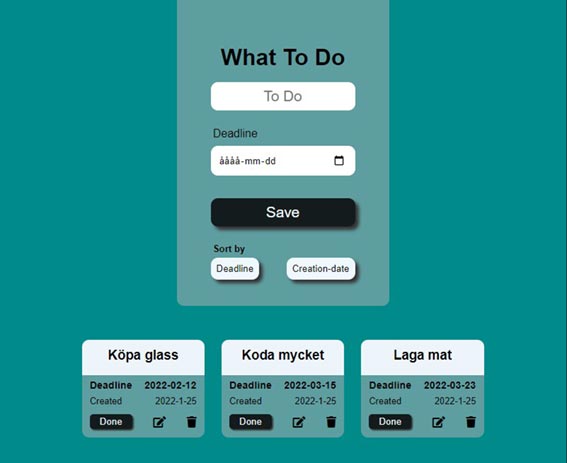 What To Do
To Do
Deadline
åååå-mm-dd
Save
Sort by
Deadline Creation-date
Köpa glass
Deadline 2022-02-12
Created 2022-1-25
Done
Koda mycket
Deadline 2022-03-15
Created 2022-1-25
Done
Laga mat
Deadline 2022-03-23
Created 2022-1-25
Done